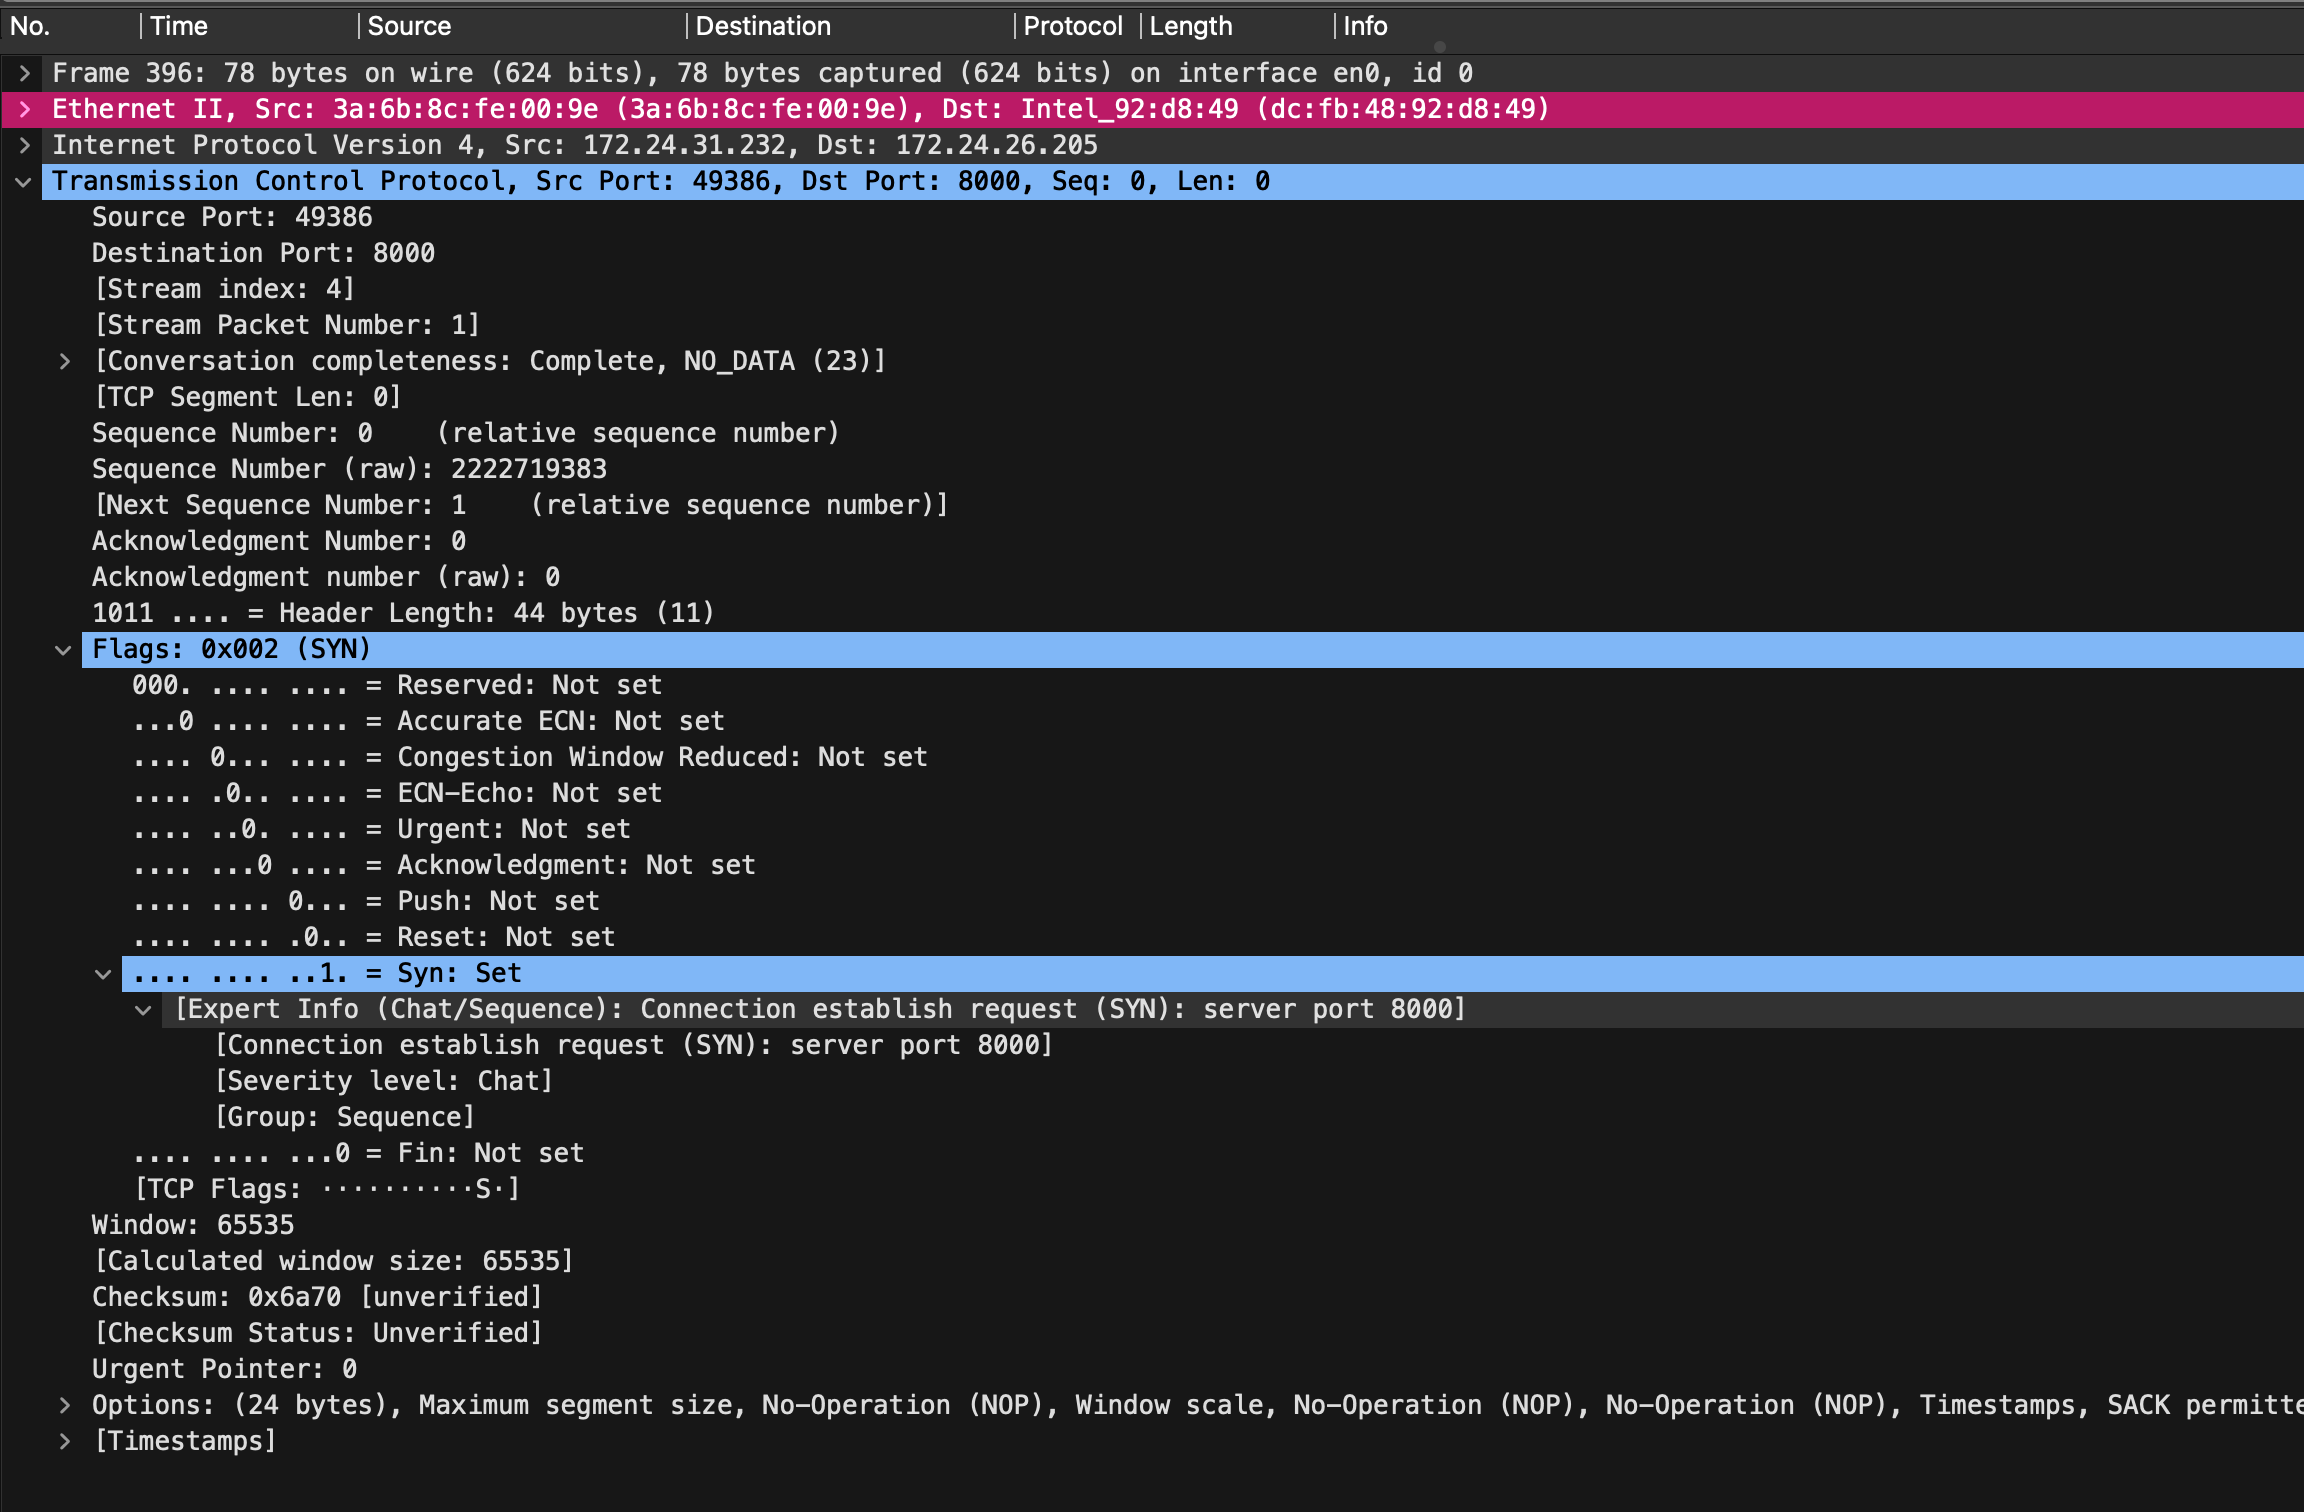 No. Time Source Destination Protocol Length Info
Frame 396: 78 bytes on wire (624 bits), 78 bytes captured (624 bits) on interface en0, id 0
Ethernet II, Src: 3a:6b:8c:fe:00:9e (3a:6b:8c:fe:00:9e), Dst: Intel_92:d8:49 (dc:fb:48:92:d8:49)
Internet Protocol Version 4, Src: 172.24.31.232, Dst: 172.24.26.205
Transmission Control Protocol, Src Port: 49386, Dst Port: 8000, Seq: 0, Len: 0
Source Port: 49386
Destination Port: 8000
[Stream index: 4]
[Stream Packet Number: 1]
[Conversation completeness: Complete, NO_DATA (23)]
[TCP Segment Len: 0]
Sequence Number: 0    (relative sequence number)
Sequence Number (raw): 2222719383
[Next Sequence Number: 1    (relative sequence number)]
Acknowledgment Number: 0
Acknowledgment number (raw): 0
1011 .... = Header Length: 44 bytes (11)
Flags: 0x002 (SYN)
000. .... .... = Reserved: Not set
...0 .... .... = Accurate ECN: Not set
.... 0... .... = Congestion Window Reduced: Not set
.... .0.. .... = ECN-Echo: Not set
.... ..0. .... = Urgent: Not set
.... ...0 .... = Acknowledgment: Not set
.... .... 0... = Push: Not set
.... .... .0.. = Reset: Not set
.... .... ..1. = Syn: Set
[Expert Info (Chat/Sequence): Connection establish request (SYN): server port 8000]
[Connection establish request (SYN): server port 8000]
[Severity level: Chat]
[Group: Sequence]
.... .... ...0 = Fin: Not set
[TCP Flags: ··········S·]
Window: 65535
[Calculated window size: 65535]
Checksum: 0x6a70 [unverified]
[Checksum Status: Unverified]
Urgent Pointer: 0
Options: (24 bytes), Maximum segment size, No-Operation (NOP), Window scale, No-Operation (NOP), No-Operation (NOP), Timestamps, SACK permitte
[Timestamps]